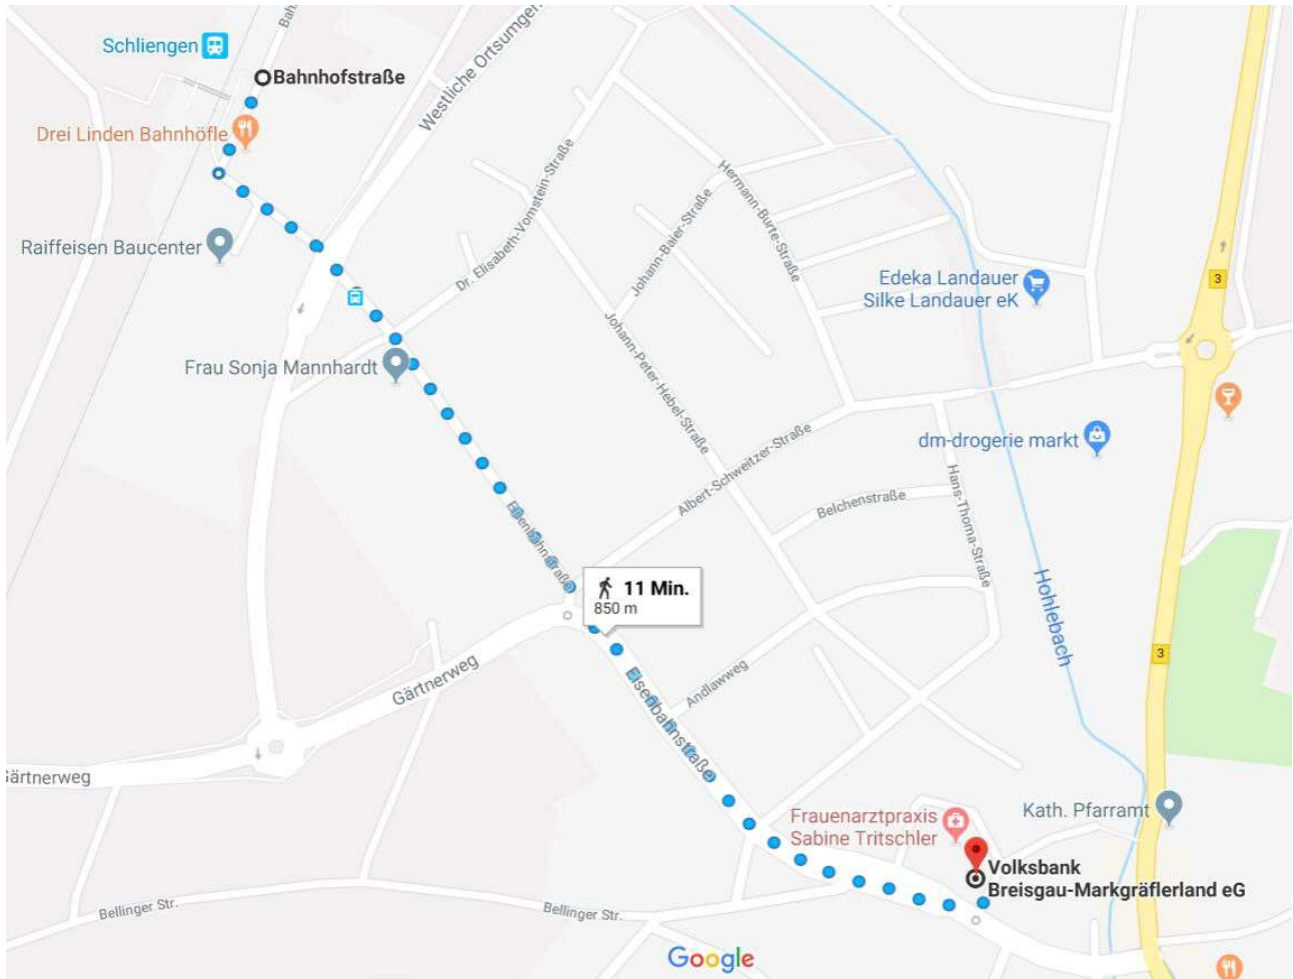 Bah
Schliengen
Bahnhofstraße
Westliche Ortsumgen
Drei Linden Bahnhöfle
Raiffeisen Baucenter
Dr. Elisabeth-Vomstein-Straße
Johann-Baier-Straße
Hermann-Burte-Straße
Edeka Landauer
Silke Landauer eK
3
Frau Sonja Mannhardt
Johann-Peter-Hebel-Straße
Albert-Schweitzer-Straße
dm-drogerie markt
Belchenstraße
Hans-Thoma-Straße
Eisenbahnstraße
11 Min.
850 m
Hohlebach
3
Gärtnerweg
Andlawweg
Eisenbahnstraße
Gärtnerweg
Frauenarztpraxis
Sabine Tritschler
Kath. Pfarramt
Volksbank
Breisgau-Markgräflerland eG
Bellinger Str.
Bellinger Str.
Google